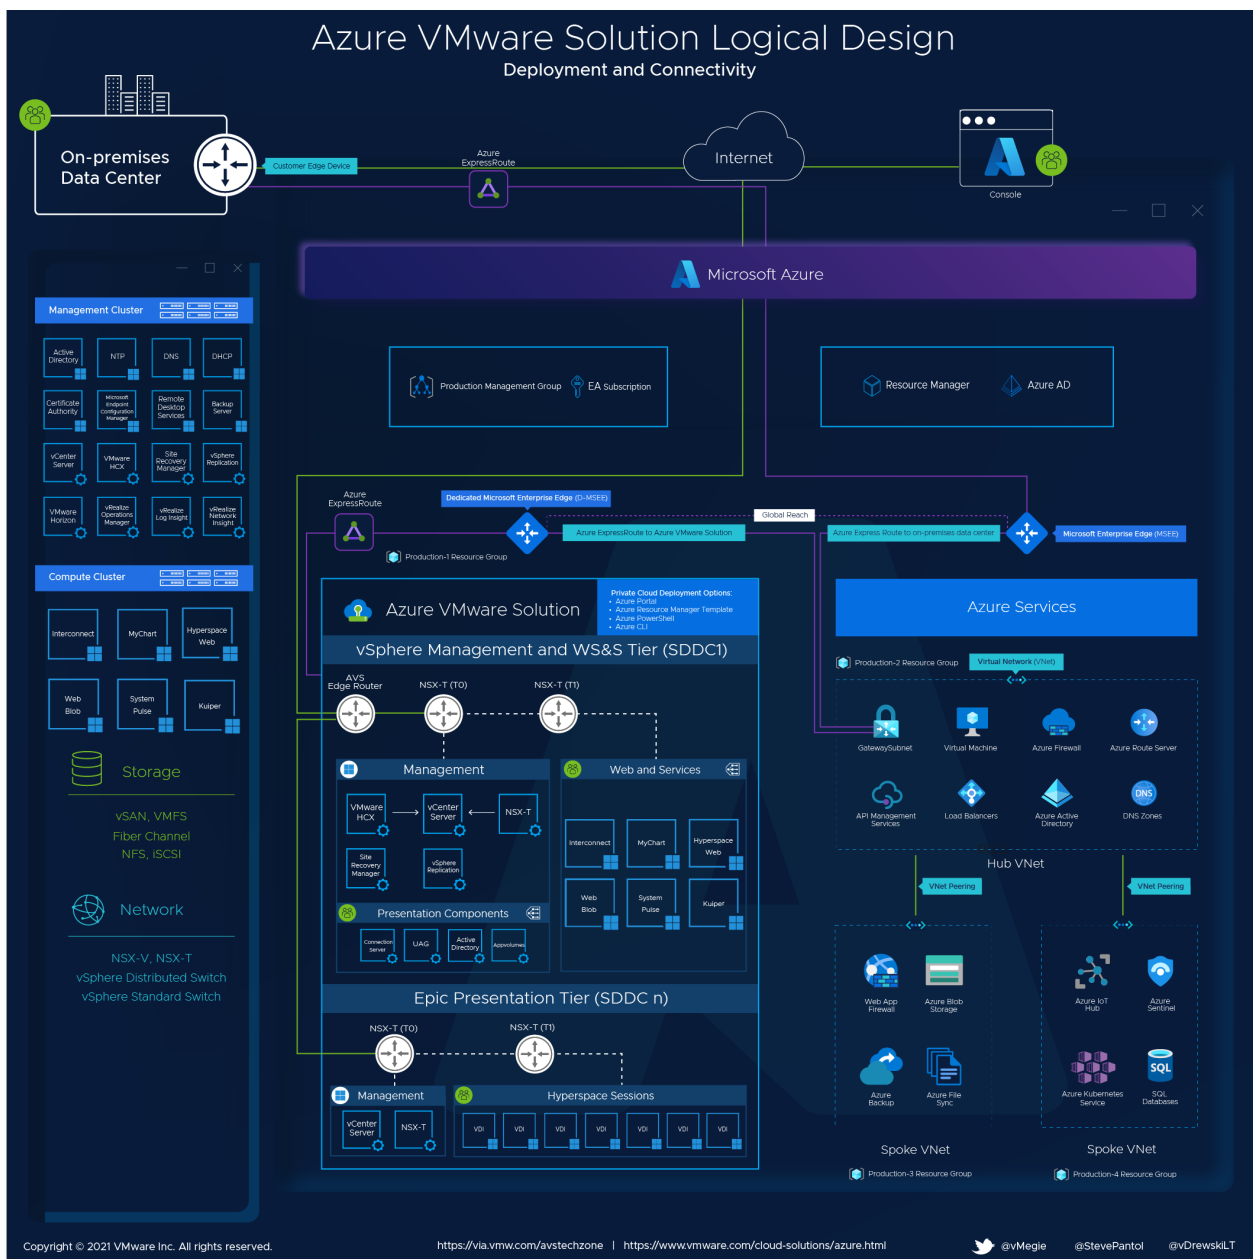 Azure VMware Solution Logical Design
Deployment and Connectivity
On-premises
Data Center
Customer Edge Device
Azure
ExpressRoute
Internet
Console
Microsoft Azure
Management Cluster
Active
Directory
NTP
DNS
DHCP
Certificate
Authority
Microsoft
Endpoint
Configuration
Manager
Remote
Desktop
Services
Backup
Server
vCenter
Server
VMware
HCX
Site
Recovery
Manager
vSphere
Replication
VMware
Horizon
vRealize
Operations
Manager
vRealize
Log Insight
vRealize
Network
Insight
Compute Cluster
Interconnect
MyChart
Hyperspace
Web
Web
Blob
System
Pulse
Kuiper
Storage
vSAN, VMFS
Fiber Channel
NFS, iSCSI
Network
NSX-V, NSX-T
vSphere Distributed Switch
vSphere Standard Switch
Production Management Group
EA Subscription
Resource Manager
Azure AD
Azure
ExpressRoute
Dedicated Microsoft Enterprise Edge (D-MSEE)
Global Reach
Azure ExpressRoute to Azure VMware Solution
Azure Express Route to on-premises data center
Microsoft Enterprise Edge (MSEE)
Production-1 Resource Group
Azure VMware Solution
Private Cloud Deployment Options:
• Azure Portal
• Azure Resource Manager Template
• Azure PowerShell
• Azure CLI
vSphere Management and WS&S Tier (SDDC1)
AVS
Edge Router
NSX-T (T0)
NSX-T (T1)
Management
VMware
HCX
vCenter
Server
NSX-T
Site
Recovery
Manager
vSphere
Replication
Presentation Components
Connection
Server
UAG
Active
Directory
Appvolumes
Web and Services
Interconnect
MyChart
Hyperspace
Web
Web
Blob
System
Pulse
Kuiper
Epic Presentation Tier (SDDC n)
NSX-T (T0)
NSX-T (T1)
Management
vCenter
Server
NSX-T
Hyperspace Sessions
VDI
VDI
VDI
VDI
VDI
VDI
VDI
Azure Services
Production-2 Resource Group
Virtual Network (VNet)
GatewaySubnet
Virtual Machine
Azure Firewall
Azure Route Server
API Management
Services
Load Balancers
Azure Active
Directory
DNS
DNS Zones
Hub VNet
VNet Peering
VNet Peering
Web App
Firewall
Azure Blob
Storage
Azure
Backup
Azure File
Sync
Spoke VNet
Production-3 Resource Group
Azure IoT
Hub
Azure
Sentinel
Azure Kubernetes
Service
SQL
SQL
Databases
Spoke VNet
Production-4 Resource Group
Copyright © 2021 VMware Inc. All rights reserved.
https://via.vmw.com/avstechzone | https://www.vmware.com/cloud-solutions/azure.html
@vMegie @StevePantol @vDrewskiLT